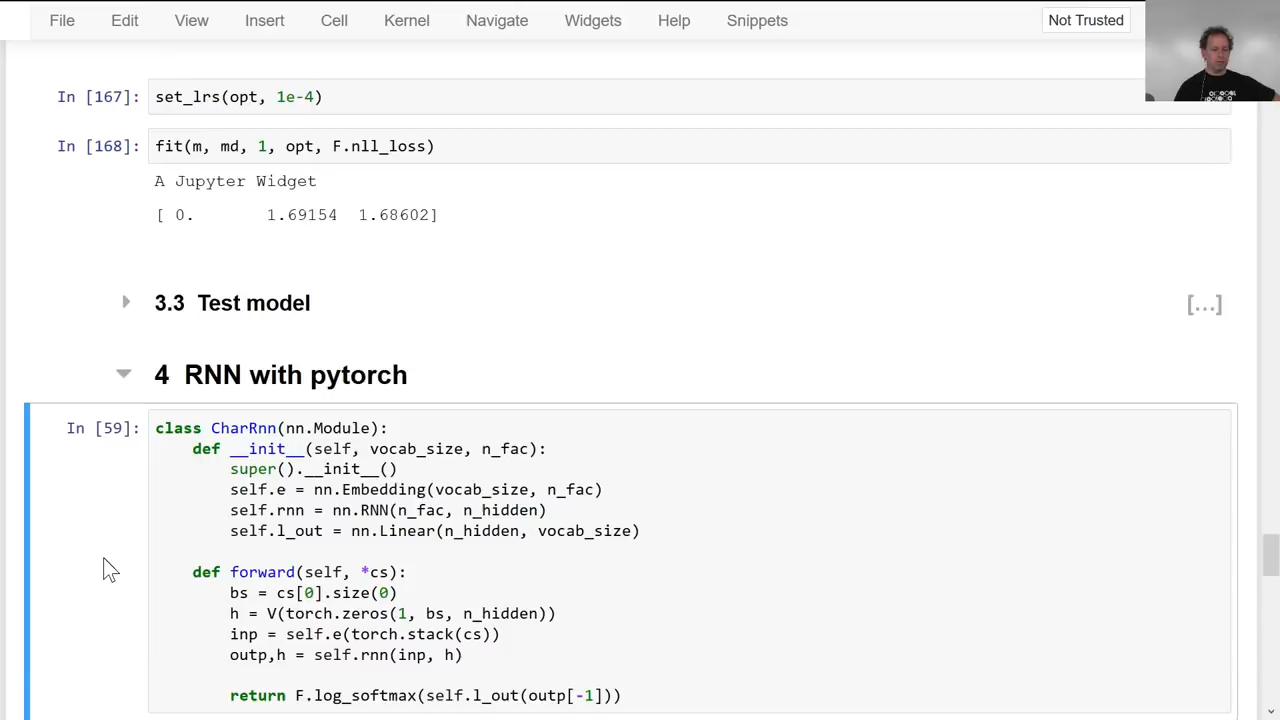 File Edit View Insert Cell Kernel Navigate Widgets Help Snippets Not Trusted
In [167]: set_lrs(opt, 1e-4)
In [168]: fit(m, md, 1, opt, F.nll_loss)
A Jupyter Widget
[ 0.      1.69154  1.68602]
3.3 Test model [...]
4 RNN with pytorch
In [59]: class CharRnn(nn.Module):
    def __init__(self, vocab_size, n_fac):
        super().__init__()
        self.e = nn.Embedding(vocab_size, n_fac)
        self.rnn = nn.RNN(n_fac, n_hidden)
        self.l_out = nn.Linear(n_hidden, vocab_size)
    def forward(self, *cs):
        bs = cs[0].size(0)
        h = V(torch.zeros(1, bs, n_hidden))
        inp = self.e(torch.stack(cs))
        outp,h = self.rnn(inp, h)
        return F.log_softmax(self.l_out(outp[-1]))